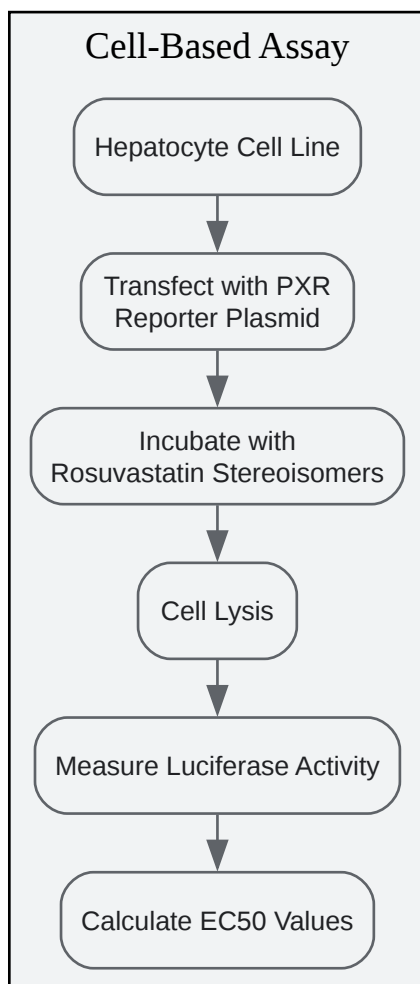 Cell-Based Assay
Hepatocyte Cell Line
Transfect with PXR
Reporter Plasmid
Incubate with
Rosuvastatin Stereoisomers
Cell Lysis
Measure Luciferase Activity
Calculate EC50 Values